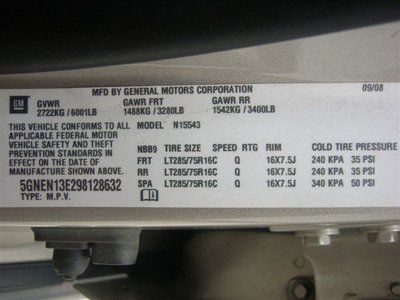 MFD BY GENERAL MOTORS CORPORATION 09/08
GM GVWR GAWR FRT GAWR RR
2722KG / 6001LB 1488KG / 3280LB 1542KG / 3400LB
THIS VEHICLE CONFORMS TO ALL MODEL N15543
APPLICABLE FEDERAL MOTOR
VEHICLE SAFETY AND THEFT NBB9 TIRE SIZE SPEED RTG RIM COLD TIRE PRESSURE
PREVENTION STANDARDS FRT LT285/75R16C Q 16X7.5J 240 KPA 35 PSI
IN EFFECT ON THE DATE OF RR LT285/75R16C Q 16X7.5J 240 KPA 35 PSI
MANUFACTURE SHOWN ABOVE. SPA LT285/75R16C Q 16X7.5J 340 KPA 50 PSI
5GNEN13E298128632
TYPE: M.P.V.